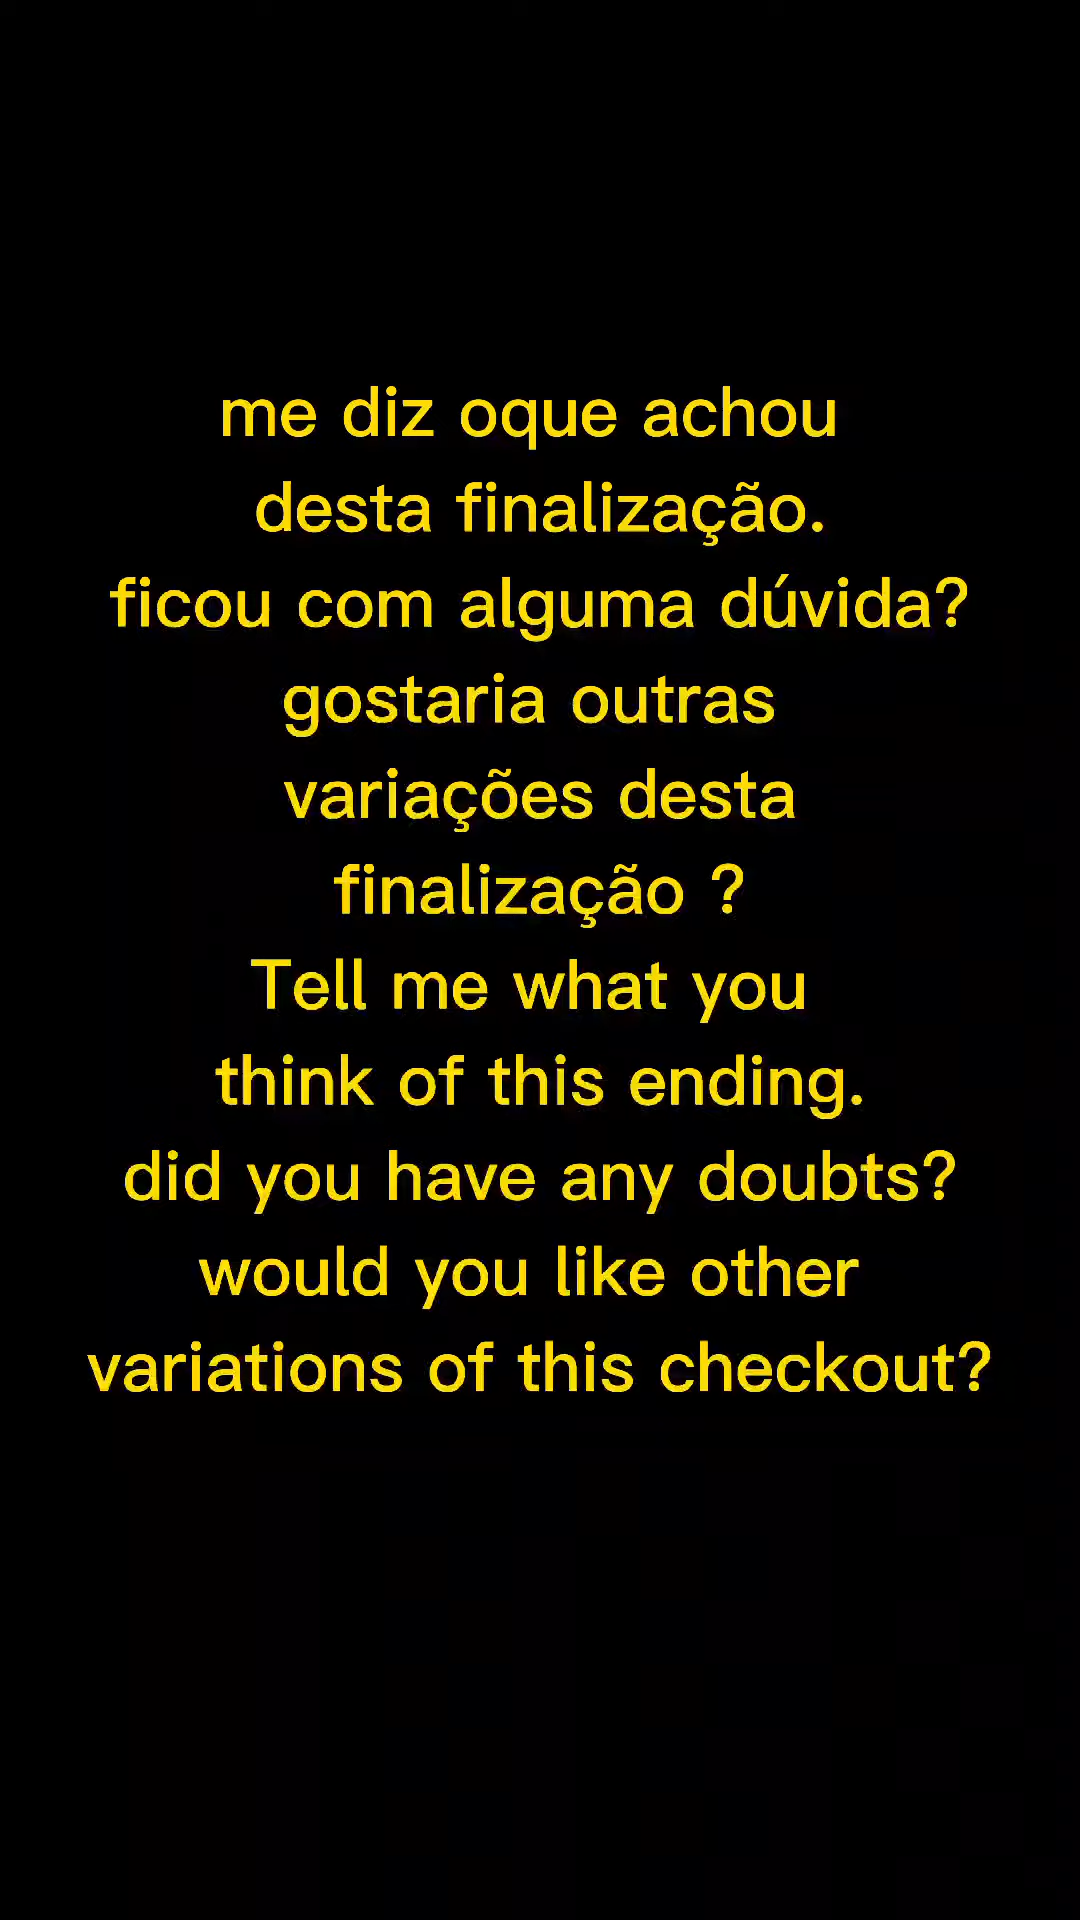 me diz oque achou
desta finalização.
ficou com alguma dúvida?
gostaria outras
variações desta
finalização ?
Tell me what you
think of this ending.
did you have any doubts?
would you like other
variations of this checkout?